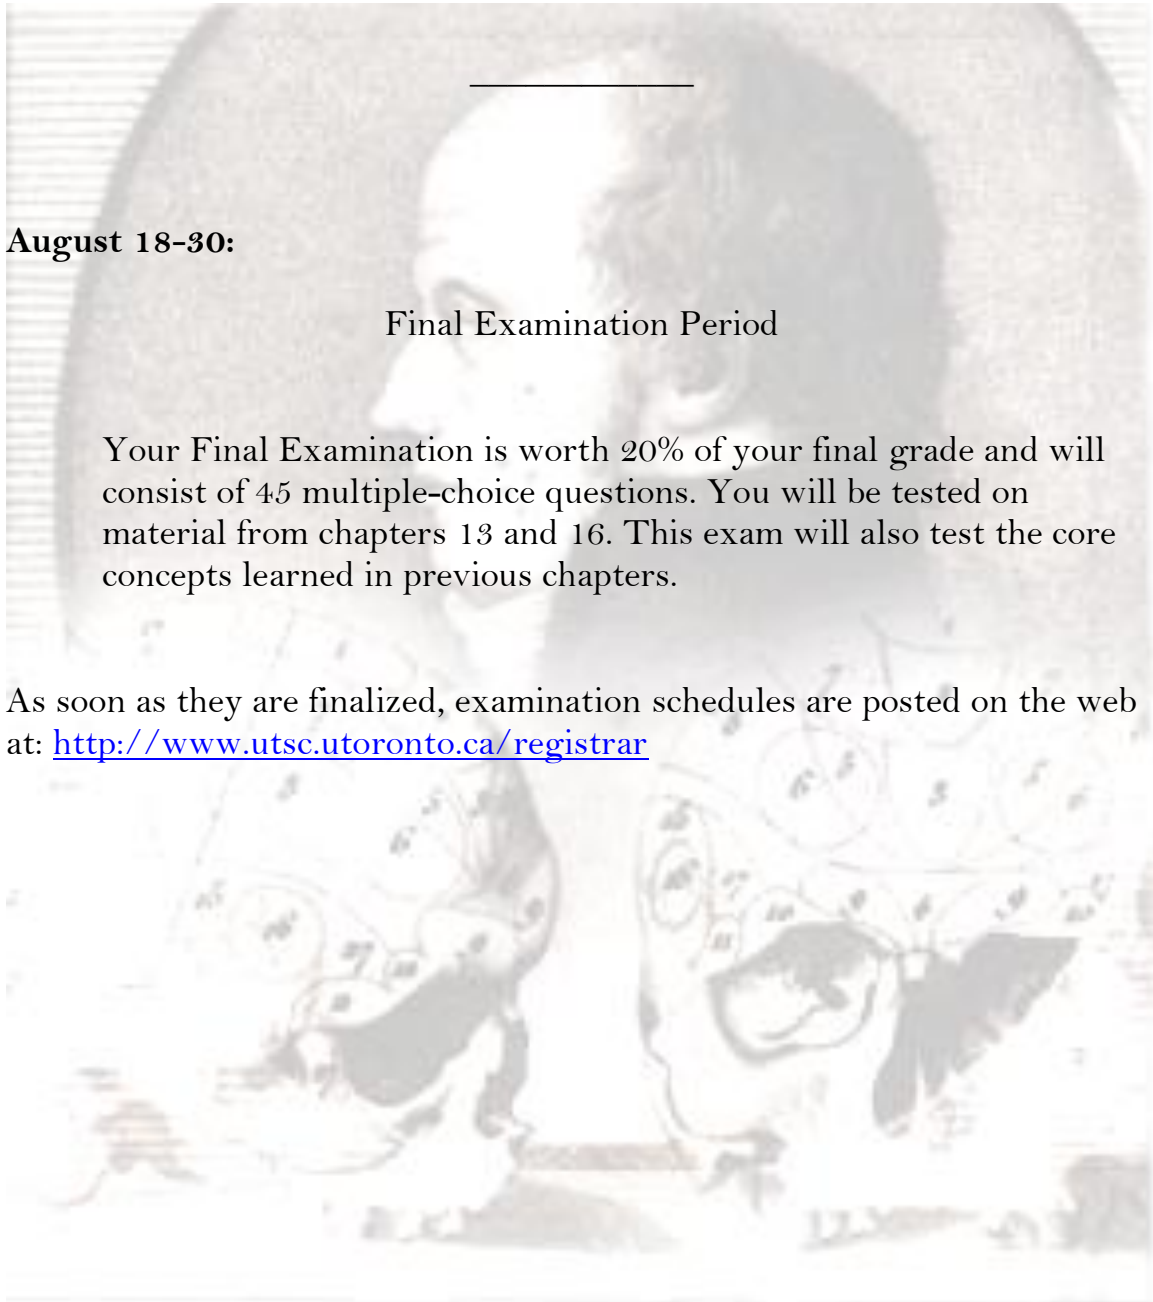 August 18-30:
Final Examination Period
Your Final Examination is worth 20% of your final grade and will
consist of 45 multiple-choice questions. You will be tested on
material from chapters 13 and 16. This exam will also test the core
concepts learned in previous chapters.
As soon as they are finalized, examination schedules are posted on the web
at: http://www.utsc.utoronto.ca/registrar